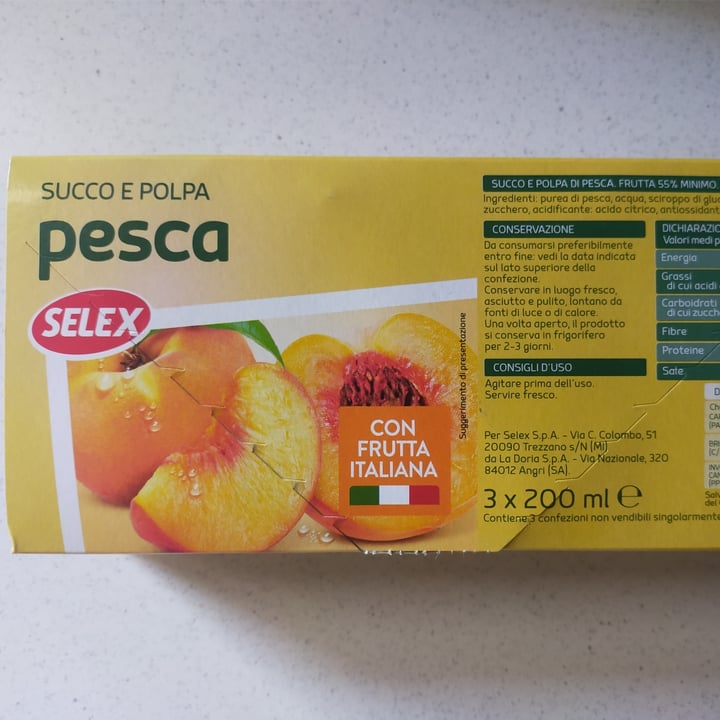 SUCCO E POLPA
pesca
SELEX
CON
FRUTTA
ITALIANA
Suggerimento di presentazione
SUCCO E POLPA DI PESCA. FRUTTA 55% MINIMO.
Ingredienti: purea di pesca, acqua, sciroppo di
zucchero, acidificante: acido citrico,
CONSERVAZIONE
Da consumarsi preferibilmente
entro fine: vedi la data indicata
sul lato superiore della
confezione.
Conservare in luogo fresco,
asciutto e pulito, lontano da
fonti di luce o di calore.
Una volta aperto, il prodotto
si conserva in frigorifero
per 2-3 giorni.
CONSIGLI D'USO
Agitare prima dell'uso.
Servire fresco.
Per Selex S.p.A. - Via C. Colombo, 51
20090 Trezzano s/N (MI)
da La Doria S.p.A. - Via Nazionale, 320
84012 Angri (SA).
3 x 200 ml e
Contiene 3 confezioni non vendibili singolarmente
Valori medi
Energia
Grassi
di cui acidi
Carboidrati
di cui
Fibre
Proteine
Sale